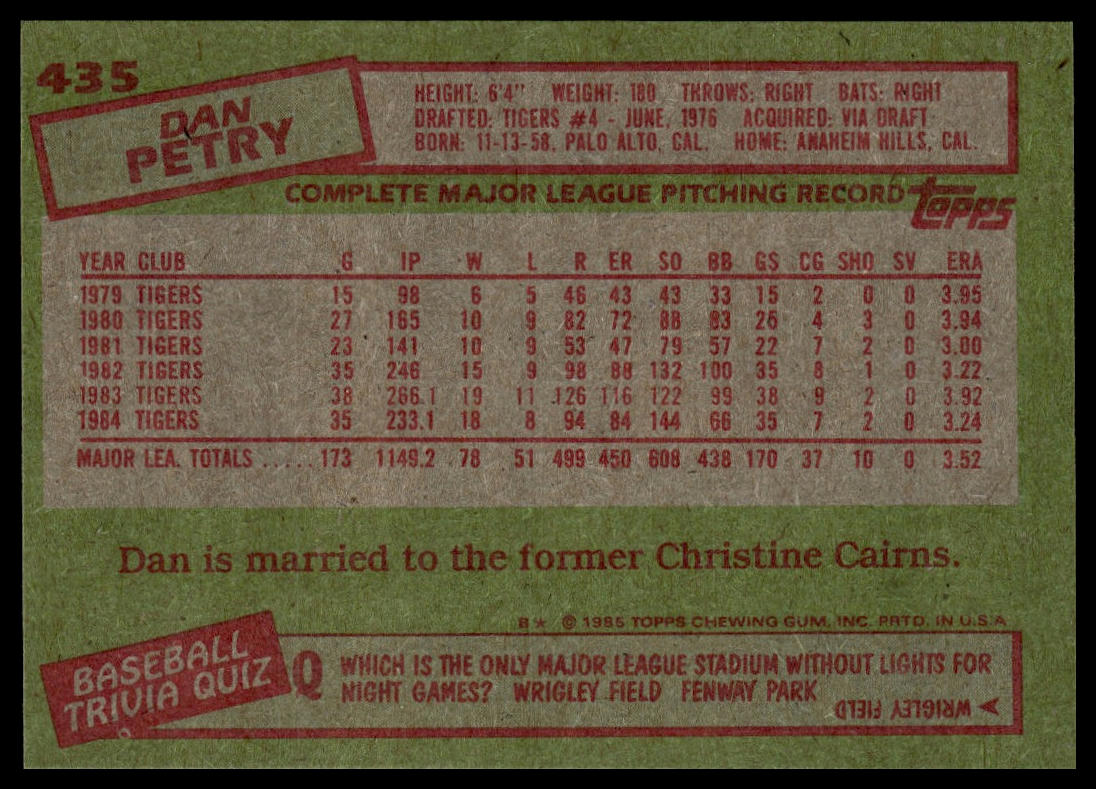 435
DAN
PETRY
HEIGHT: 6'4" WEIGHT: 180 THROWS: RIGHT BATS: RIGHT
DRAFTED: TIGERS #4 - JUNE, 1976 ACQUIRED: VIA DRAFT
BORN: 11-13-58, PALO ALTO, CAL. HOME: ANAHEIM HILLS, CAL.
COMPLETE MAJOR LEAGUE PITCHING RECORD topps
YEAR CLUB G IP W L R ER SO BB GS CG SHO SV ERA
1979 TIGERS 15 98 6 5 46 43 43 33 15 2 0 0 3.95
1980 TIGERS 27 165 10 9 82 72 88 83 26 4 3 0 3.94
1981 TIGERS 23 141 10 9 53 47 79 57 22 7 2 0 3.00
1982 TIGERS 35 246 15 9 98 88 132 100 35 8 1 0 3.22
1983 TIGERS 38 266.1 19 11 126 116 122 99 38 9 2 0 3.92
1984 TIGERS 35 233.1 18 8 94 84 144 66 35 7 2 0 3.24
MAJOR LEA. TOTALS ..... 173 1149.2 78 51 499 450 608 438 170 37 10 0 3.52
Dan is married to the former Christine Cairns.
B★ © 1985 TOPPS CHEWING GUM, INC. PRTD. IN U.S.A
BASEBALL
TRIVIA QUIZ
Q WHICH IS THE ONLY MAJOR LEAGUE STADIUM WITHOUT LIGHTS FOR
NIGHT GAMES? WRIGLEY FIELD FENWAY PARK
A WRIGLEY FIELD